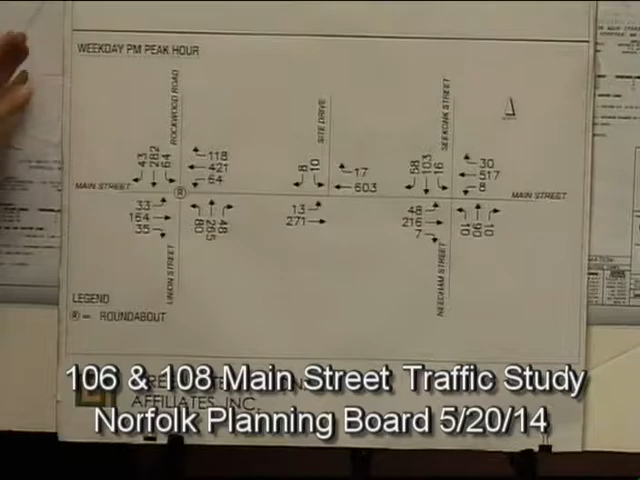 WEEKDAY PM PEAK HOUR
ROCKWOOD ROAD
SITE DRIVE
SEEKONK STREET
43 282 64
118
421
64
8 10
17
603
58 103 16
30
517
8
MAIN STREET
R
MAIN STREET
33
164
35
80 265 48
13
271
48
216
7
10 90 10
UNION STREET
NEEDHAM STREET
LEGEND
R = ROUNDABOUT
106 & 108 Main Street Traffic Study
AFFILIATES, INC.
Norfolk Planning Board 5/20/14